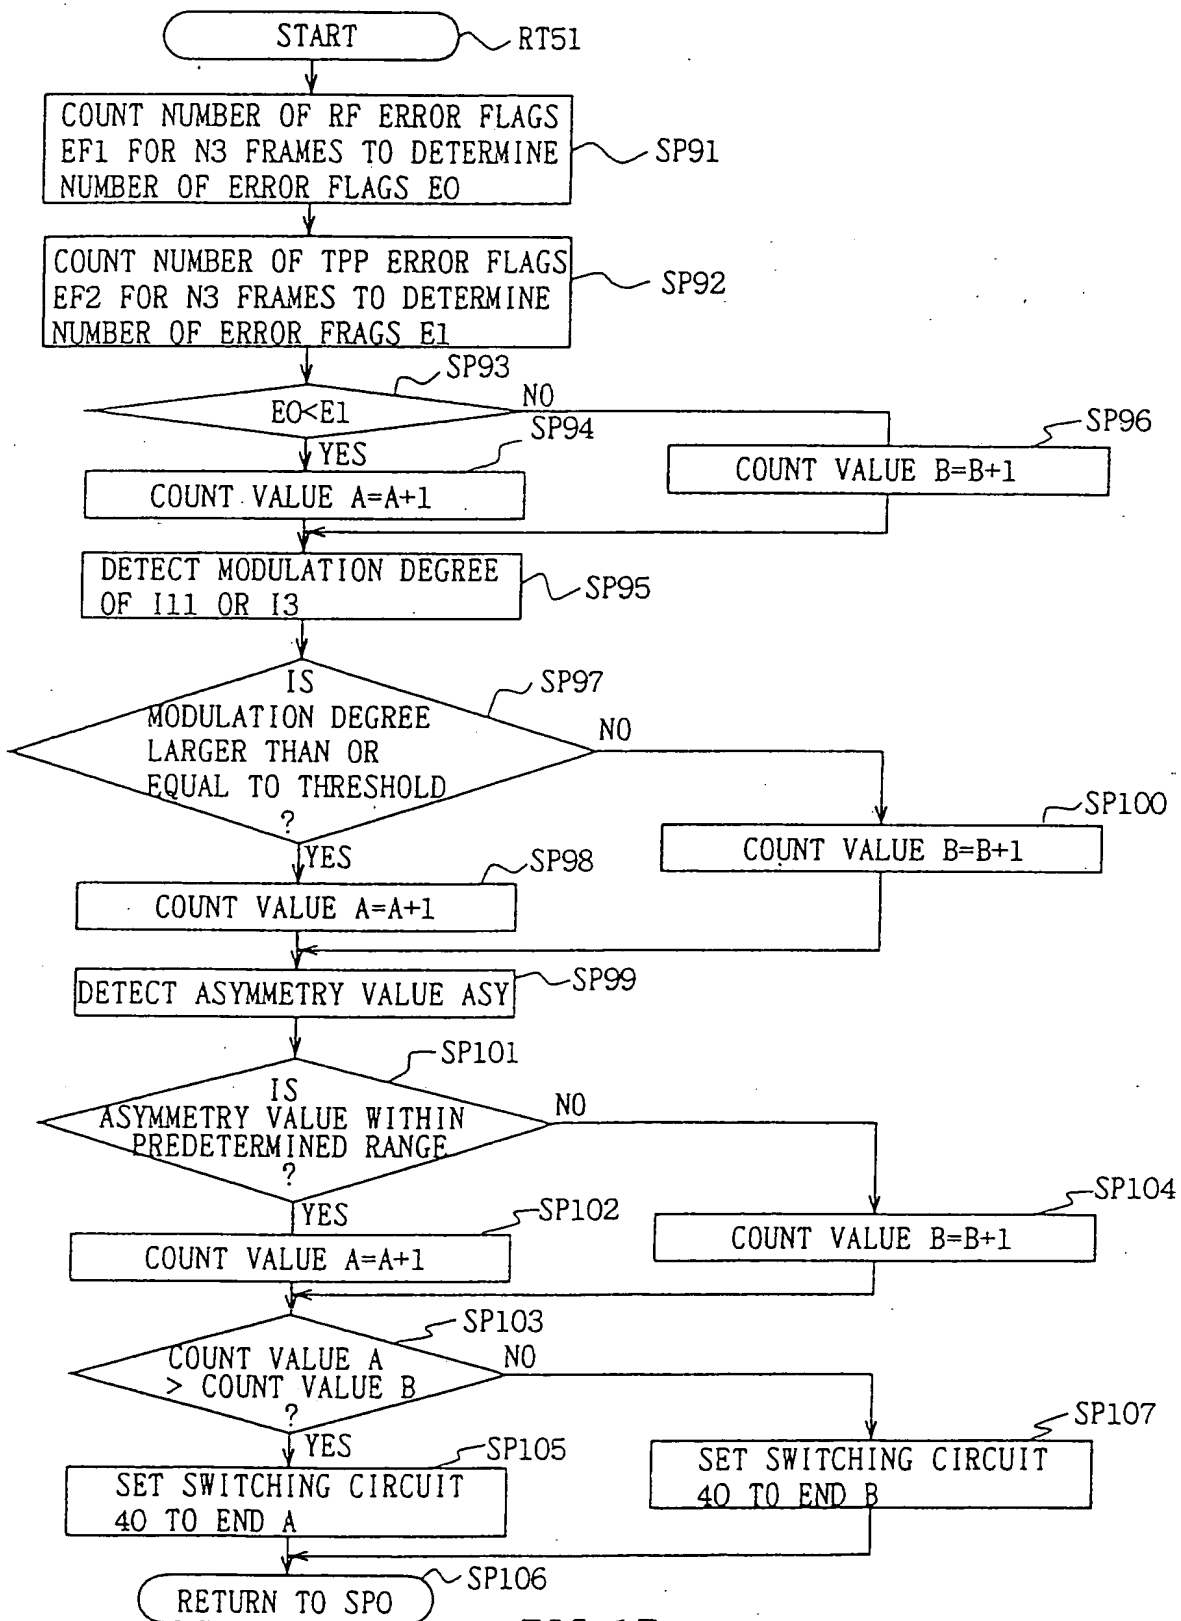 START
RT51
COUNT NUMBER OF RF ERROR FLAGS
EF1 FOR N3 FRAMES TO DETERMINE
NUMBER OF ERROR FLAGS E0
SP91
COUNT NUMBER OF TPP ERROR FLAGS
EF2 FOR N3 FRAMES TO DETERMINE
NUMBER OF ERROR FRAGS E1
SP92
SP93
E0<E1
NO
YES
SP94
COUNT VALUE A=A+1
SP96
COUNT VALUE B=B+1
DETECT MODULATION DEGREE
OF I11 OR I3
SP95
IS
MODULATION DEGREE
LARGER THAN OR
EQUAL TO THRESHOLD
?
SP97
NO
YES
SP98
COUNT VALUE A=A+1
SP100
COUNT VALUE B=B+1
DETECT ASYMMETRY VALUE ASY
SP99
SP101
IS
ASYMMETRY VALUE WITHIN
PREDETERMINED RANGE
?
NO
YES
SP102
COUNT VALUE A=A+1
SP104
COUNT VALUE B=B+1
SP103
COUNT VALUE A
> COUNT VALUE B
?
NO
YES
SP105
SET SWITCHING CIRCUIT
40 TO END A
SP107
SET SWITCHING CIRCUIT
40 TO END B
SP106
RETURN TO SP0